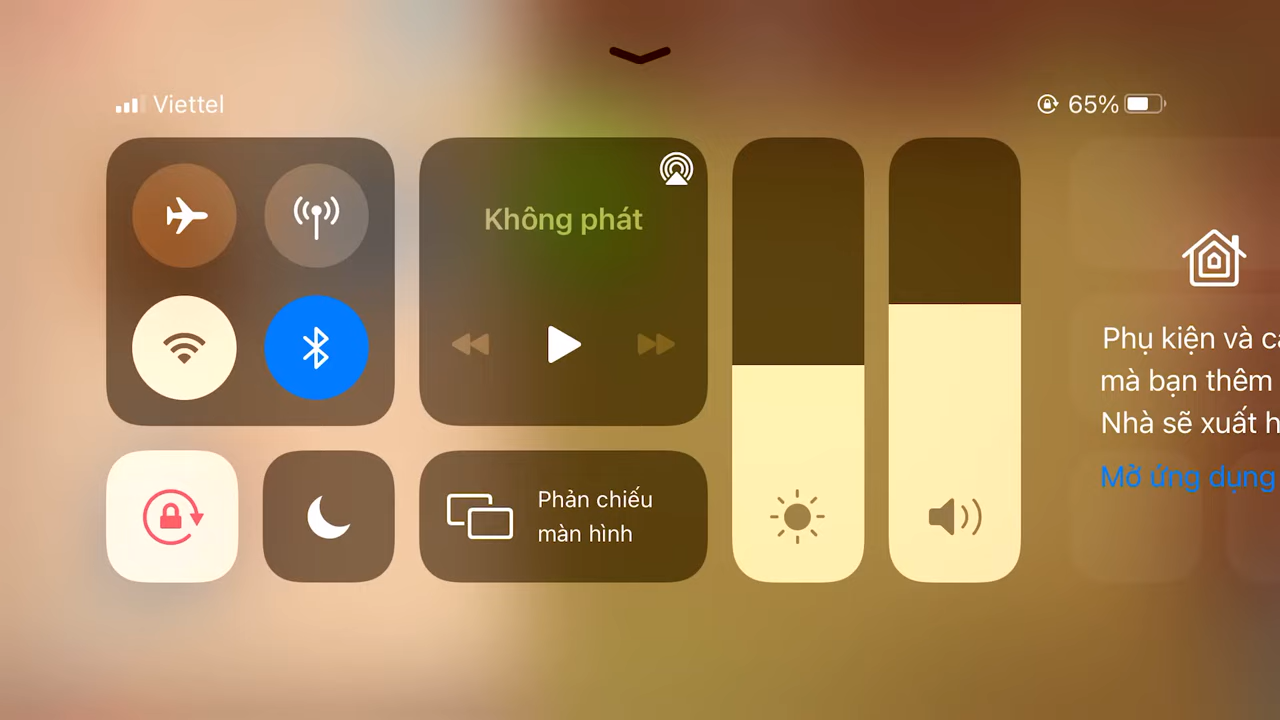 Viettel
65%
Không phát
Phản chiếu
màn hình
Phụ kiện và
mà bạn thêm
Nhà sẽ xuất
Mở ứng dụng